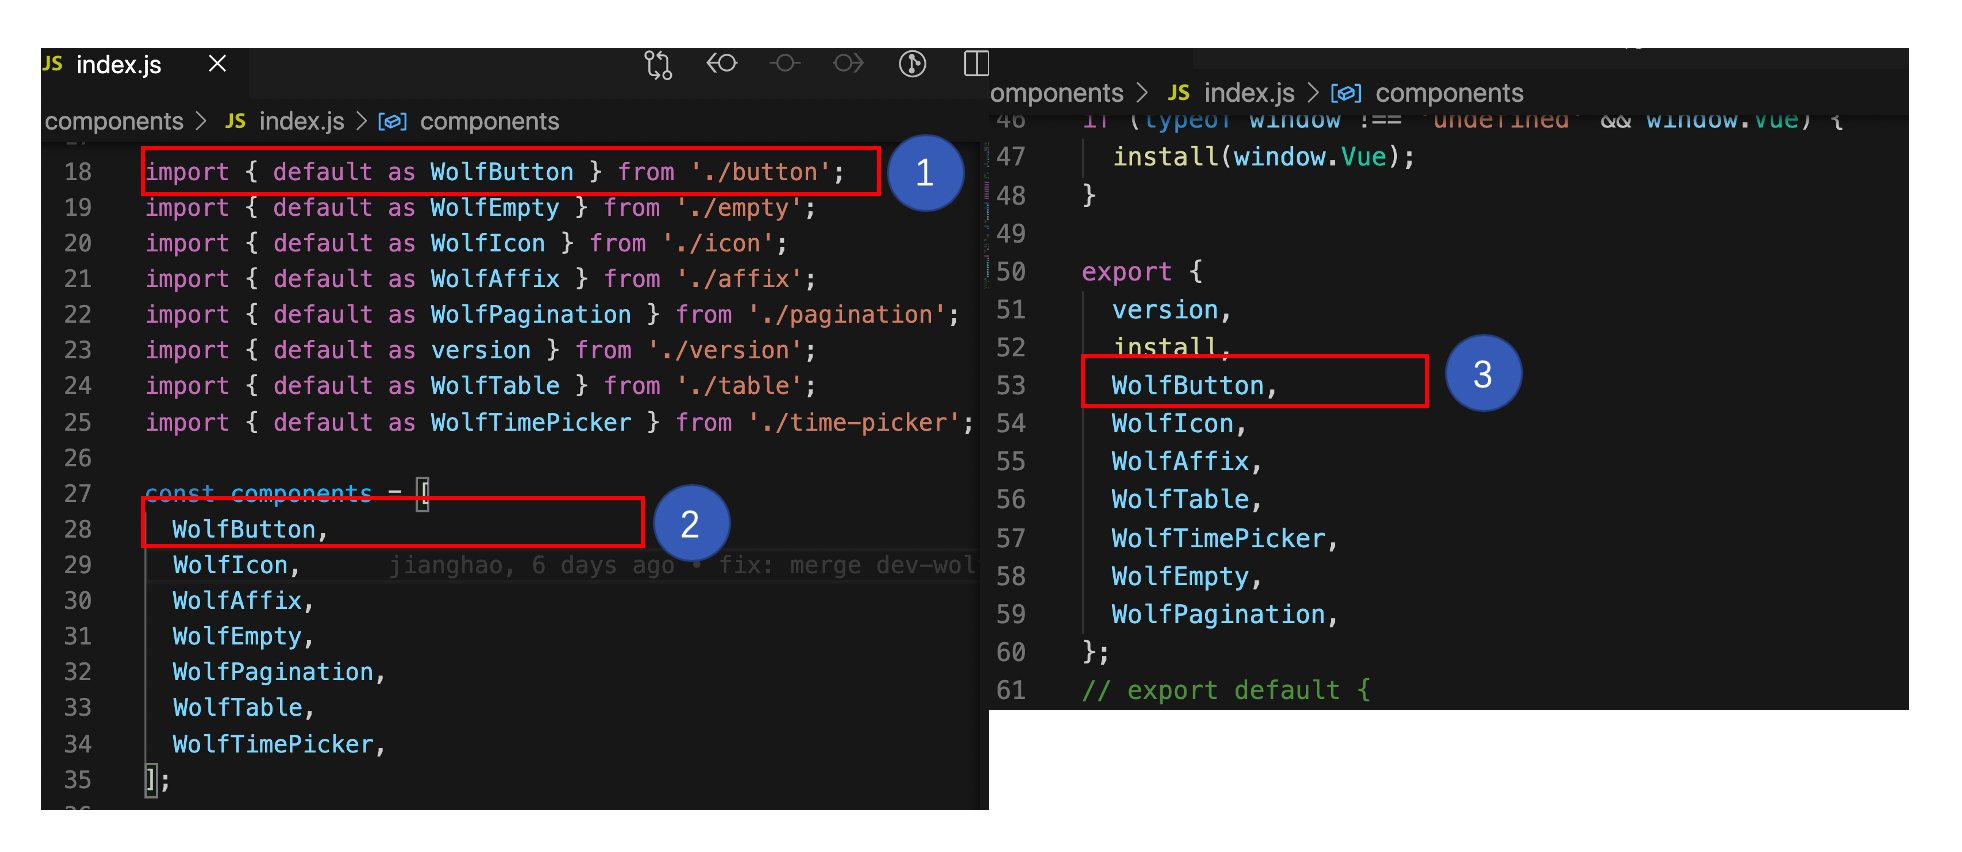 JS index.js
components > JS index.js > components
18 import { default as WolfButton } from './button';
19 import { default as WolfEmpty } from './empty';
20 import { default as WolfIcon } from './icon';
21 import { default as WolfAffix } from './affix';
22 import { default as WolfPagination } from './pagination';
23 import { default as version } from './version';
24 import { default as WolfTable } from './table';
25 import { default as WolfTimePicker } from './time-picker';
26
27 const components = [
28 WolfButton,
29 WolfIcon, jianghao, 6 days ago • fix: merge dev-wol
30 WolfAffix,
31 WolfEmpty,
32 WolfPagination,
33 WolfTable,
34 WolfTimePicker,
35 ];
1
2
omponents > JS index.js > components
46 if (typeof window !== 'undefined' && window.Vue) {
47 install(window.Vue);
48 }
49
50 export {
51 version,
52 install,
53 WolfButton,
54 WolfIcon,
55 WolfAffix,
56 WolfTable,
57 WolfTimePicker,
58 WolfEmpty,
59 WolfPagination,
60 };
61 // export default {
3